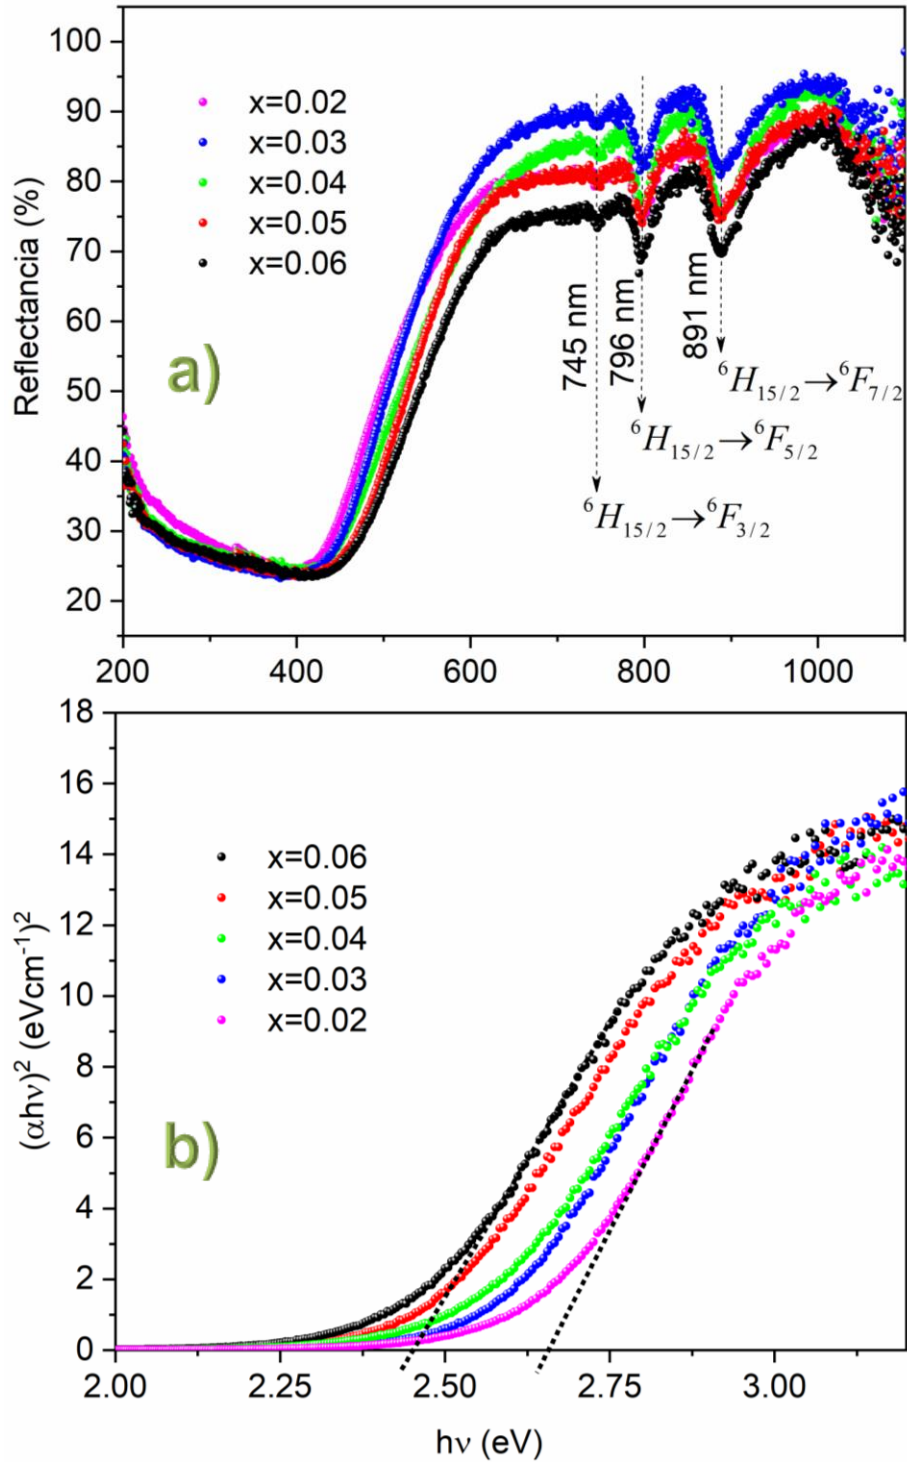 100
90
80
70
60
50
40
30
20
Reflectancia (%)
x=0.02
x=0.03
x=0.04
x=0.05
x=0.06
a)
745 nm
796 nm
891 nm
⁶H₁₅/₂→⁶F₇/₂
⁶H₁₅/₂→⁶F₅/₂
⁶H₁₅/₂→⁶F₃/₂
200 400 600 800 1000
18
16
14
12
10
8
6
4
2
0
(αhν)² (eVcm⁻¹)²
x=0.06
x=0.05
x=0.04
x=0.03
x=0.02
b)
2.00 2.25 2.50 2.75 3.00
hν (eV)